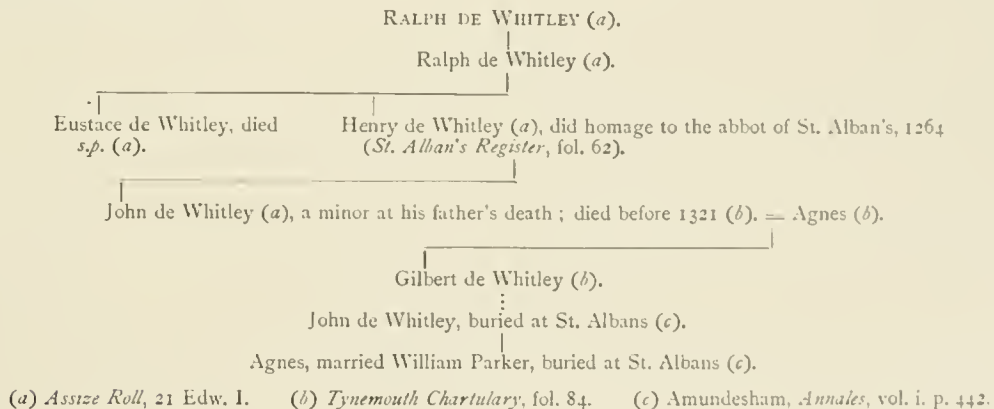 RALPH DE WHITLEY (a).
Ralph de Whitley (a).
Eustace de Whitley, died s.p. (a).
Henry de Whitley (a), did homage to the abbot of St. Alban's, 1264 (St. Alban's Register, fol. 62).
John de Whitley (a), a minor at his father's death ; died before 1321 (b). = Agnes (b).
Gilbert de Whitley (b).
John de Whitley, buried at St. Albans (c).
Agnes, married William Parker, buried at St. Albans (c).
(a) Assize Roll, 21 Edw. I. (b) Tynemouth Chartulary, fol. 84. (c) Amundesham, Annales, vol. i. p. 442.